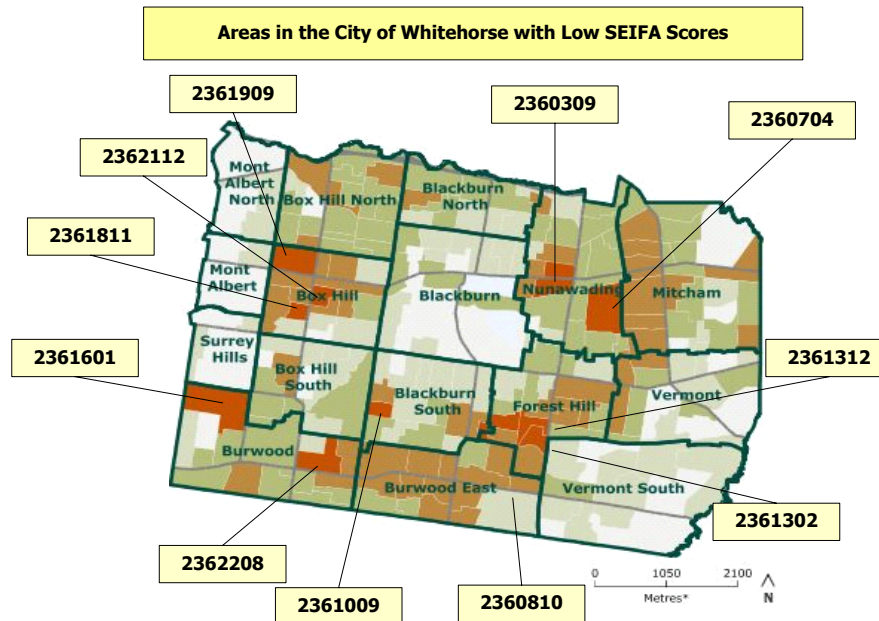 Areas in the City of Whitehorse with Low SEIFA Scores
2361909
2360309
2360704
2362112
2361811
2361601
2361312
2361302
2362208
2361009
2360810
Mont
Albert
North
Box Hill North
Blackburn
North
Mont
Albert
Box Hill
Blackburn
Nunawading
Mitcham
Surrey
Hills
Box Hill
South
Blackburn
South
Forest Hill
Vermont
Burwood
Burwood East
Vermont South
0 1050 2100
Metres*
N